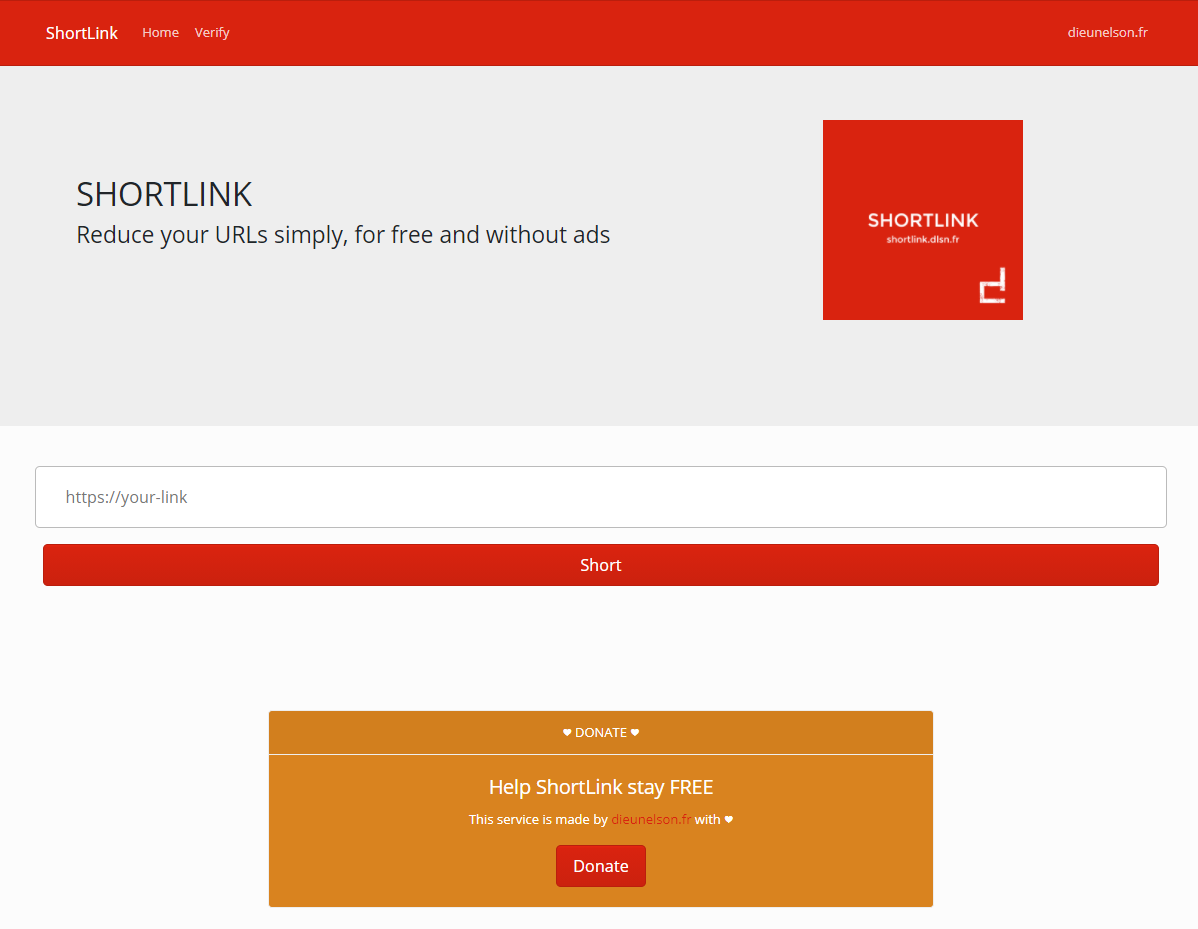 ShortLink Home Verify dieunelson.fr
SHORTLINK
Reduce your URLs simply, for free and without ads
SHORTLINK
shortlink.dlsn.fr
https://your-link
Short
♥ DONATE ♥
Help ShortLink stay FREE
This service is made by dieunelson.fr with ♥
Donate